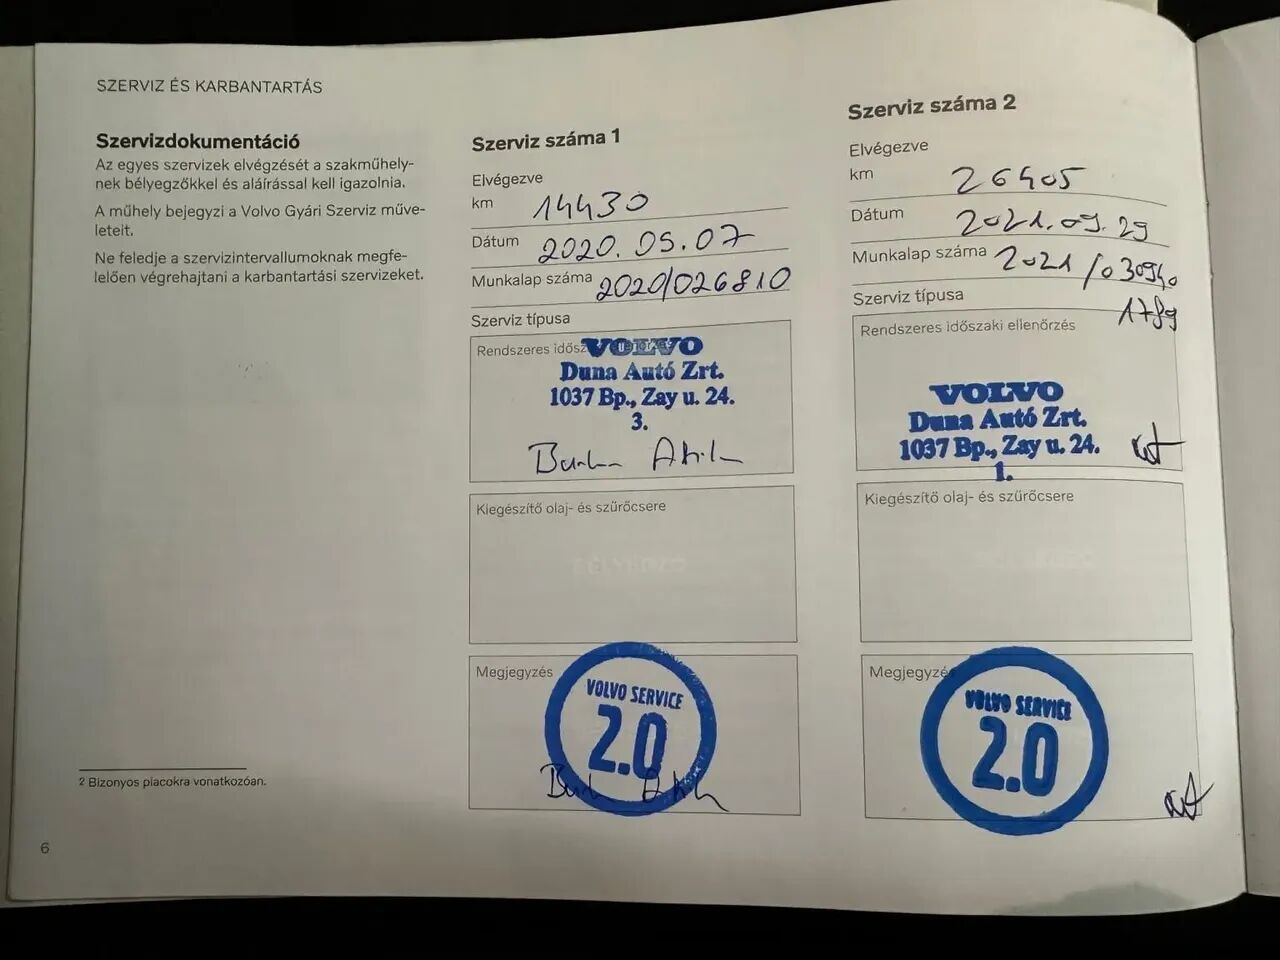 SZERVIZ ÉS KARBANTARTÁS
Szervizdokumentáció
Az egyes szervizek elvégzését a szakműhely-
nek bélyegzőkkel és aláírással kell igazolnia.
A műhely bejegyzi a Volvo Gyári Szerviz műve-
leteit.
Ne feledje a szervizintervallumoknak megfe-
lelően végrehajtani a karbantartási szervizeket.
2 Bizonyos piacokra vonatkozóan.
6
Szerviz száma 1
Elvégezve
km 14430
Dátum 2020.05.07
Munkalap száma 2020/026810
Szerviz típusa
Rendszeres idősz
VOLVO
Duna Autó Zrt.
1037 Bp., Zay u. 24.
3.
Kiegészítő olaj- és szűrőcsere
Megjegyzés
VOLVO SERVICE
2.0
Szerviz száma 2
Elvégezve
km 26405
Dátum 2021.09.29
Munkalap száma 2021/030940
1789
Szerviz típusa
Rendszeres időszaki ellenőrzés
VOLVO
Duna Autó Zrt.
1037 Bp., Zay u. 24.
1.
Kiegészítő olaj- és szűrőcsere
Megjegyzés
VOLVO SERVICE
2.0